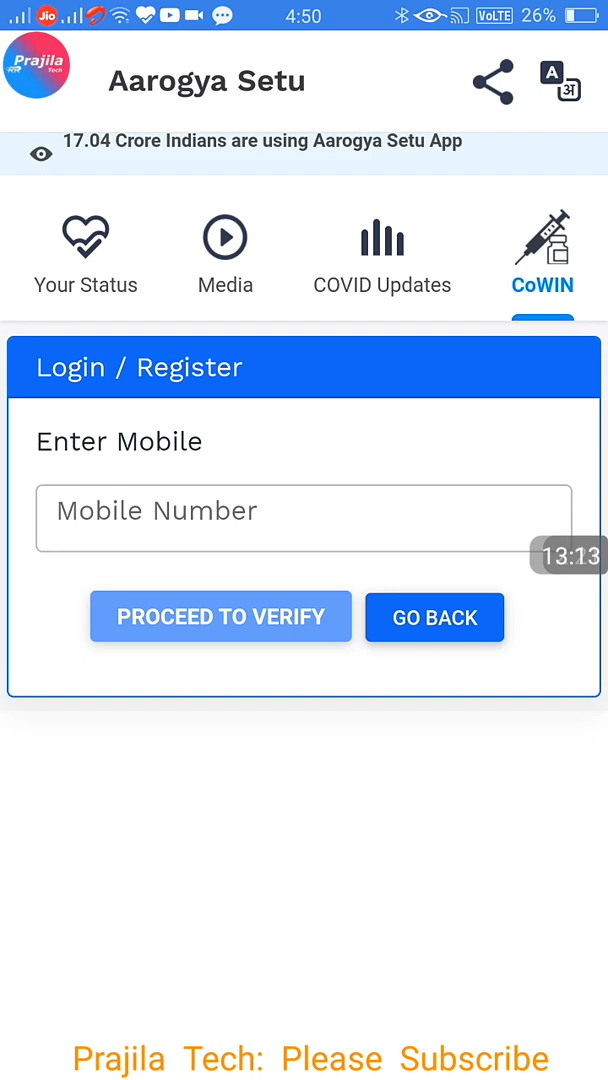 Jio
4:50
VoLTE
26%
Prajila
RR Tech
Aarogya Setu
A
अ
17.04 Crore Indians are using Aarogya Setu App
Your Status
Media
COVID Updates
CoWIN
Login / Register
Enter Mobile
Mobile Number
13:13
PROCEED TO VERIFY
GO BACK
Prajila Tech: Please Subscribe